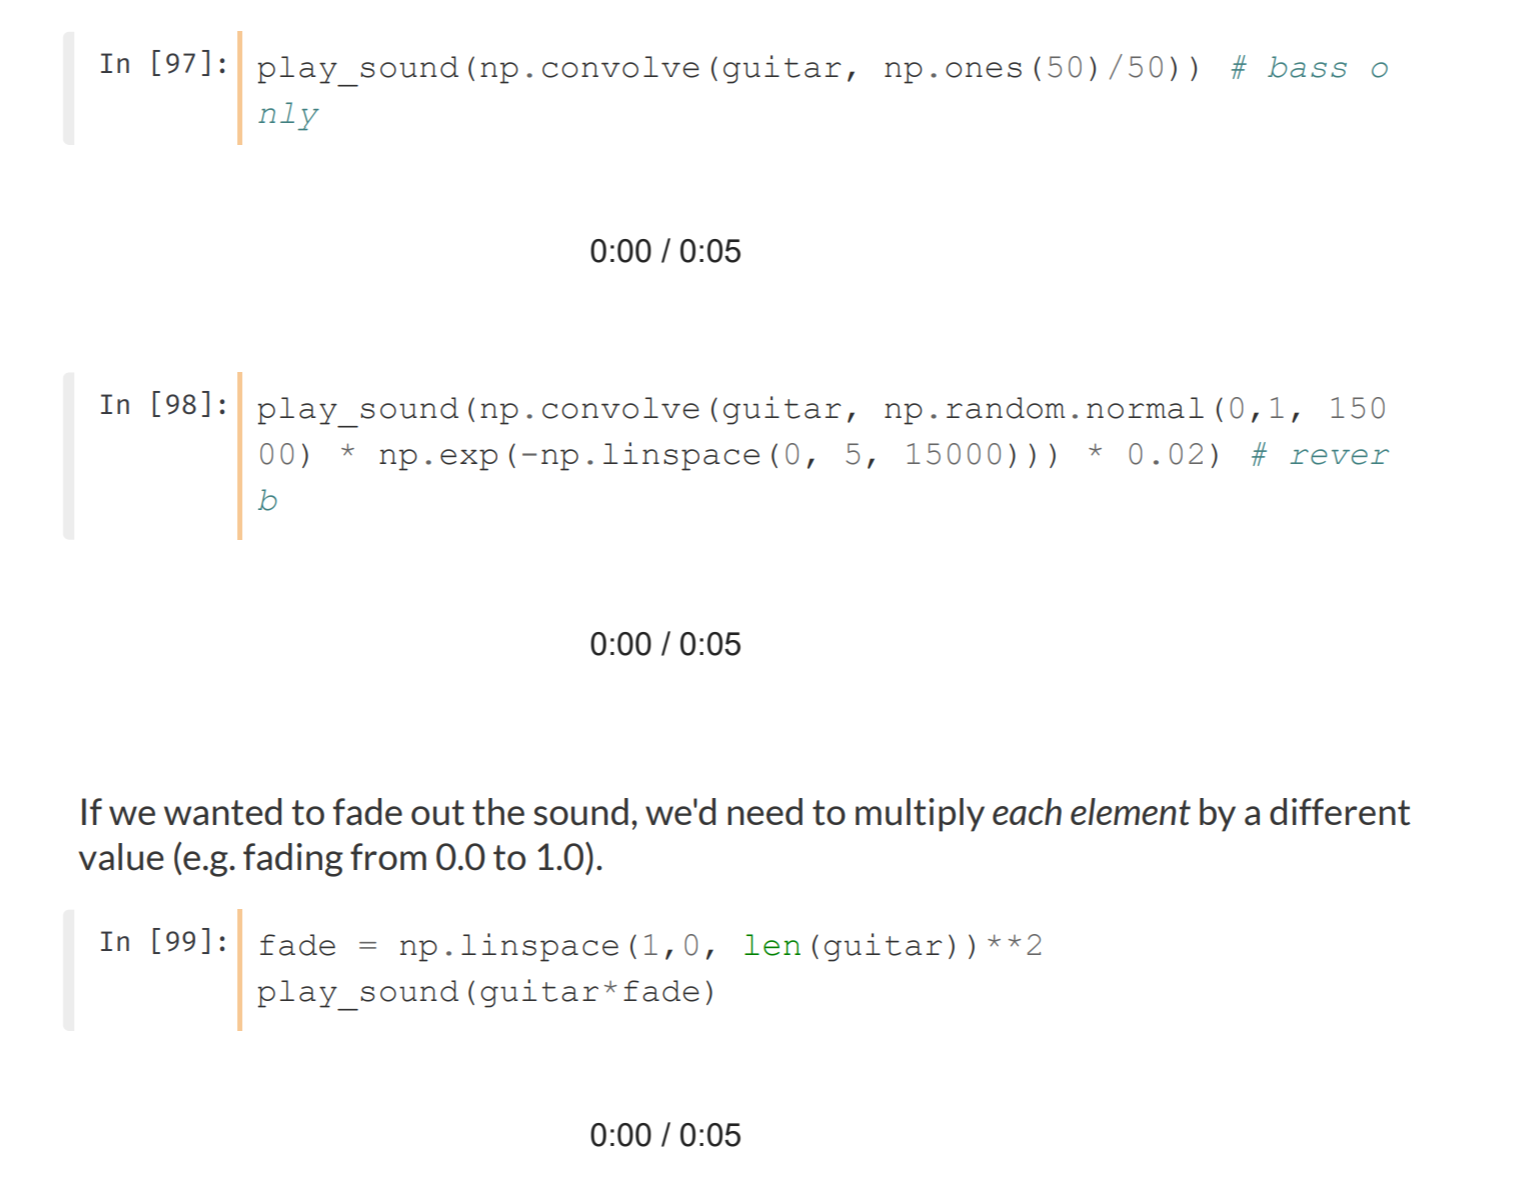 In [97]: play_sound(np.convolve(guitar, np.ones(50)/50)) # bass o
nly
0:00 / 0:05
In [98]: play_sound(np.convolve(guitar, np.random.normal(0,1, 150
00) * np.exp(-np.linspace(0, 5, 15000))) * 0.02) # rever
b
0:00 / 0:05
If we wanted to fade out the sound, we'd need to multiply each element by a different
value (e.g. fading from 0.0 to 1.0).
In [99]: fade = np.linspace(1,0, len(guitar))**2
play_sound(guitar*fade)
0:00 / 0:05